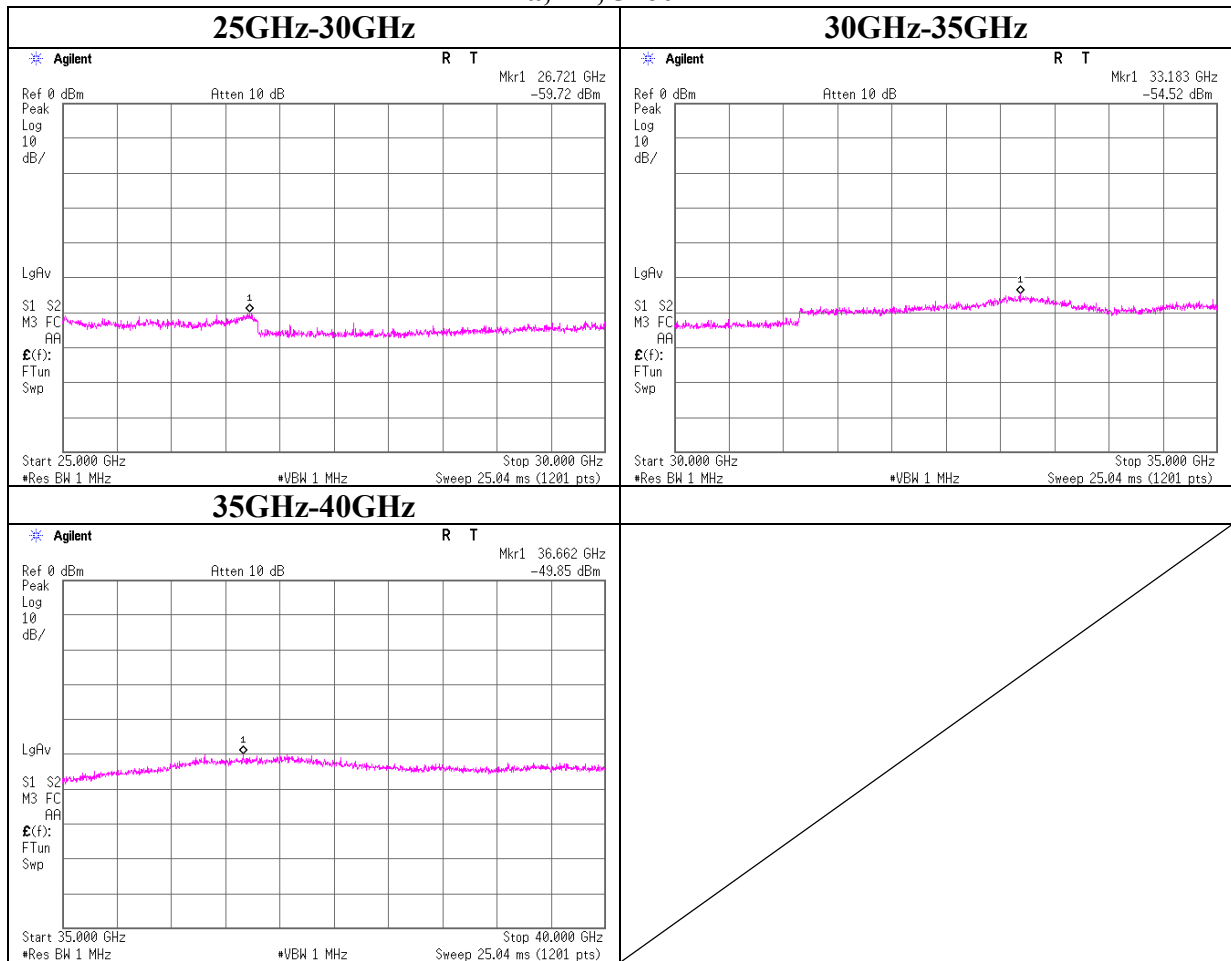 25GHz-30GHz
Agilent R T
Mkr1 26.721 GHz
Ref 0 dBm Atten 10 dB -59.72 dBm
Peak
Log
10
dB/
1
LgAv
S1 S2
M3 FC
AA
£(f):
FTun
Swp
Start 25.000 GHz Stop 30.000 GHz
#Res BW 1 MHz #VBW 1 MHz Sweep 25.04 ms (1201 pts)
30GHz-35GHz
Agilent R T
Mkr1 33.183 GHz
Ref 0 dBm Atten 10 dB -54.52 dBm
Peak
Log
10
dB/
1
LgAv
S1 S2
M3 FC
AA
£(f):
FTun
Swp
Start 30.000 GHz Stop 35.000 GHz
#Res BW 1 MHz #VBW 1 MHz Sweep 25.04 ms (1201 pts)
35GHz-40GHz
Agilent R T
Mkr1 36.662 GHz
Ref 0 dBm Atten 10 dB -49.85 dBm
Peak
Log
10
dB/
1
LgAv
S1 S2
M3 FC
AA
£(f):
FTun
Swp
Start 35.000 GHz Stop 40.000 GHz
#Res BW 1 MHz #VBW 1 MHz Sweep 25.04 ms (1201 pts)